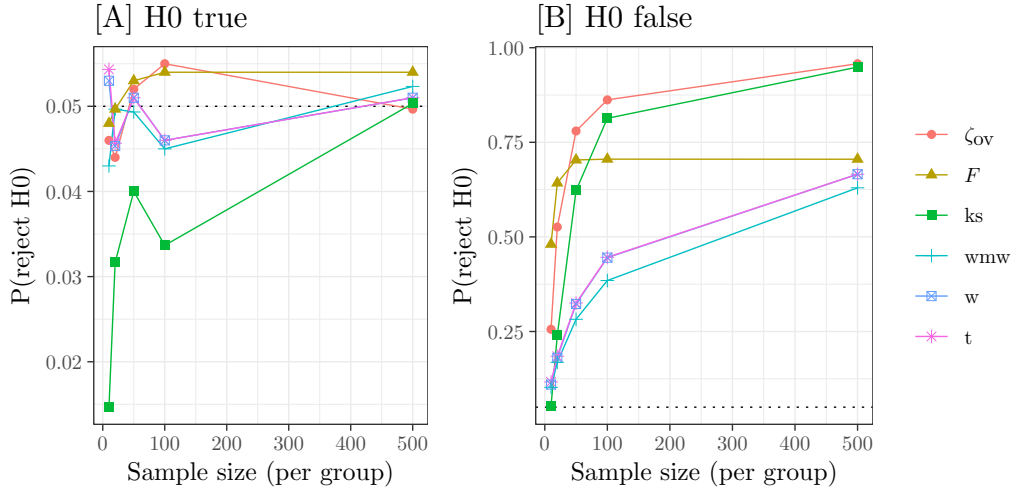 [A] H0 true
P(reject H0)
0.05
0.04
0.03
0.02
0
100
200
300
400
500
Sample size (per group)
[B] H0 false
P(reject H0)
1.00
0.75
0.50
0.25
0
100
200
300
400
500
Sample size (per group)
ζov
F
ks
wmw
w
t